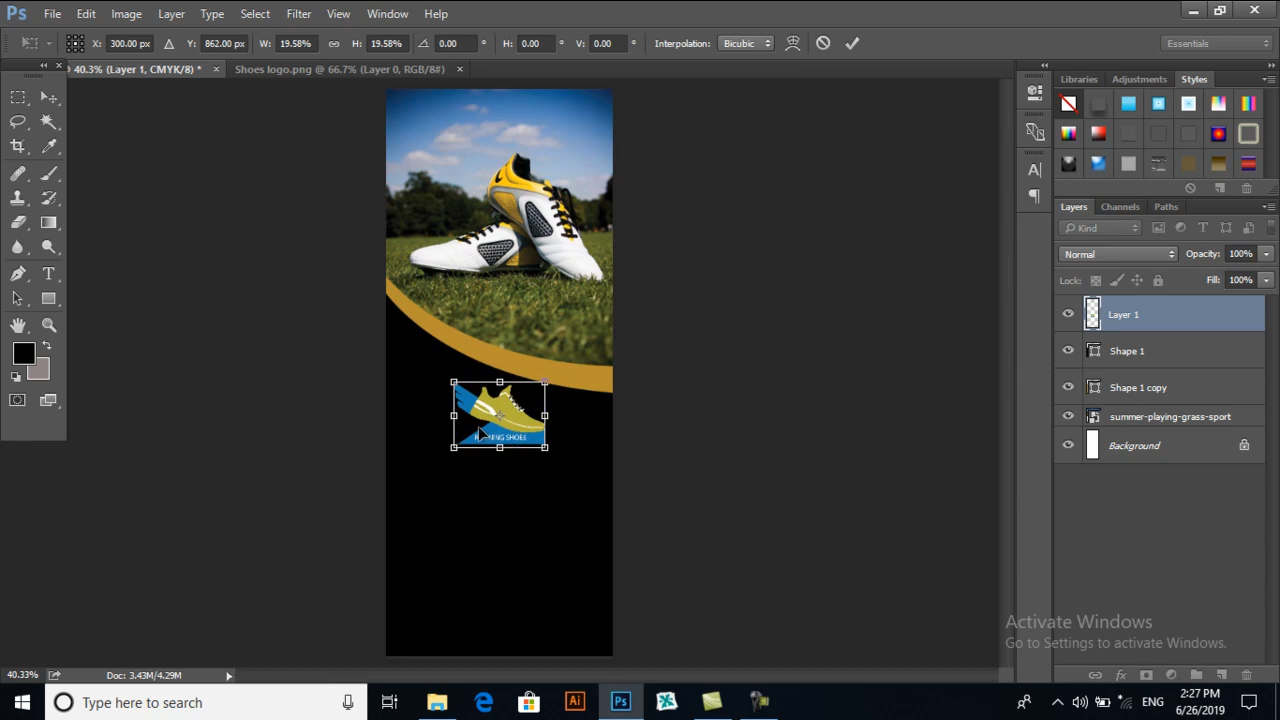 Ps File Edit Image Layer Type Select Filter 3D View Window Help
X: 300.00 px Y: 862.00 px W: 19.58% H: 19.58% 0.00 ° H: 0.00 ° V: 0.00 ° Interpolation: Bicubic Essentials
40.3% (Layer 1, CMYK/8) * × Shoes logo.png @ 66.7% (Layer 0, RGB/8#) ×
Libraries Adjustments Styles
Layers Channels Paths
Kind
Normal Opacity: 100%
Lock: Fill: 100%
Layer 1
Shape 1
Shape 1 copy
summer-playing-grass-sport
Background
SHOES
Activate Windows
Go to Settings to activate Windows.
40.33% Doc: 3.43M/4.29M
Type here to search
Ai Ps
ENG 2:27 PM
6/26/2019